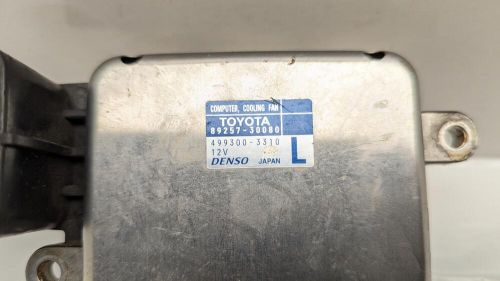 COMPUTER, COOLING FAN
TOYOTA
89257-30080
499300-3310
12V
DENSO JAPAN L